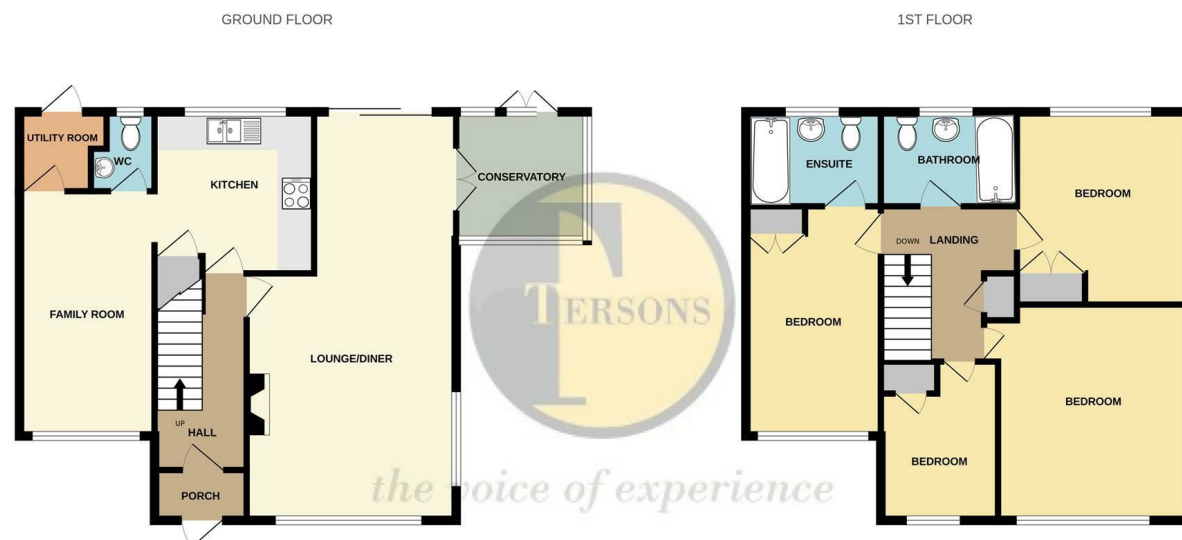 GROUND FLOOR
1ST FLOOR
UTILITY ROOM
WC
KITCHEN
CONSERVATORY
FAMILY ROOM
LOUNGE/DINER
UP
HALL
PORCH
ENSUITE
BATHROOM
BEDROOM
LANDING
DOWN
BEDROOM
BEDROOM
BEDROOM
T
TERSONS
the voice of experience